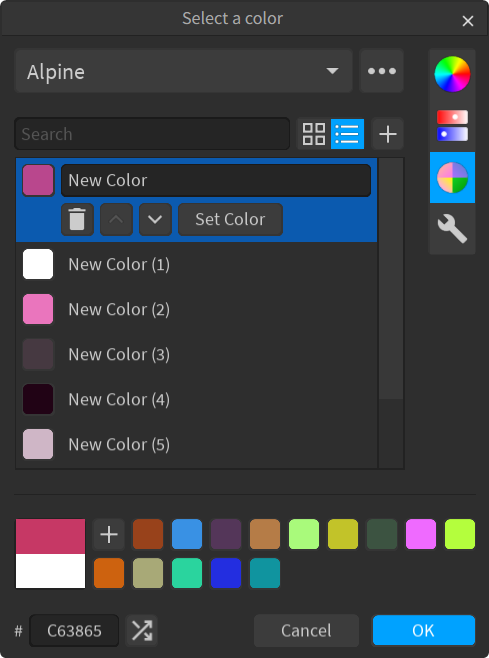 Select a color
Alpine
Search
New Color
Set Color
New Color (1)
New Color (2)
New Color (3)
New Color (4)
New Color (5)
# C63865
Cancel
OK